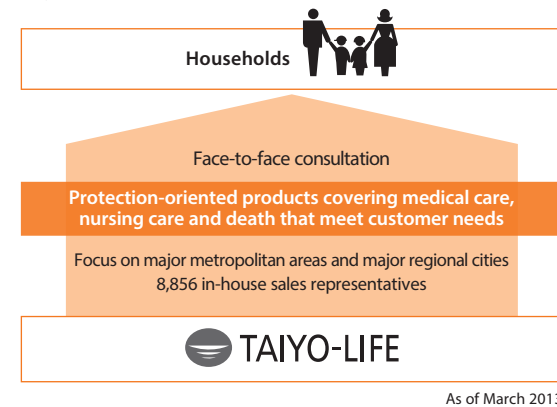 Households
Face-to-face consultation
Protection-oriented products covering medical care,
nursing care and death that meet customer needs
Focus on major metropolitan areas and major regional cities
8,856 in-house sales representatives
TAIYO-LIFE
As of March 2013